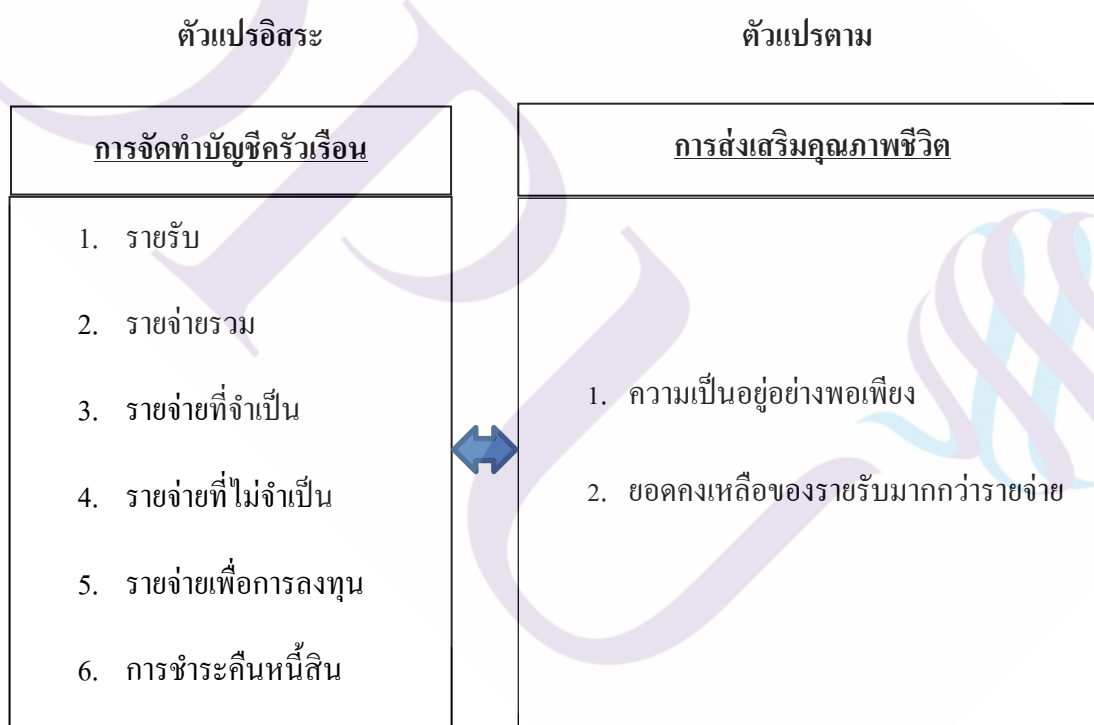 ตัวแปรอิสระ
ตัวแปรตาม
การจัดทำบัญชีครัวเรือน
1. รายรับ
2. รายจ่ายรวม
3. รายจ่ายที่จำเป็น
4. รายจ่ายที่ไม่จำเป็น
5. รายจ่ายเพื่อการลงทุน
6. การชำระคืนหนี้สิน
การส่งเสริมคุณภาพชีวิต
1. ความเป็นอยู่อย่างพอเพียง
2. ยอดคงเหลือของรายรับมากกว่ารายจ่าย